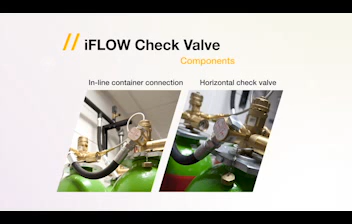 // iFLOW Check Valve
Components
In-line container connection
Horizontal check valve